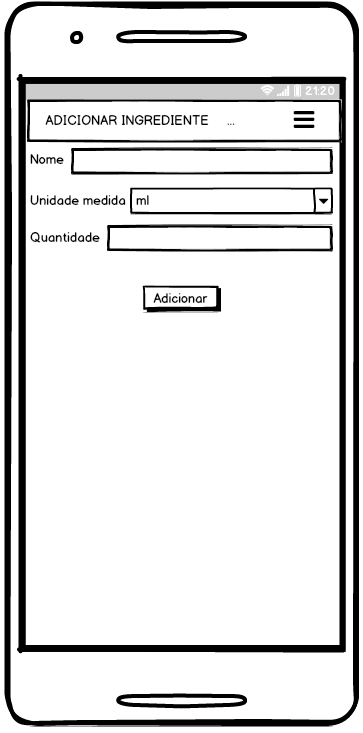 21:20
ADICIONAR INGREDIENTE ...
Nome
Unidade medida ml
Quantidade
Adicionar